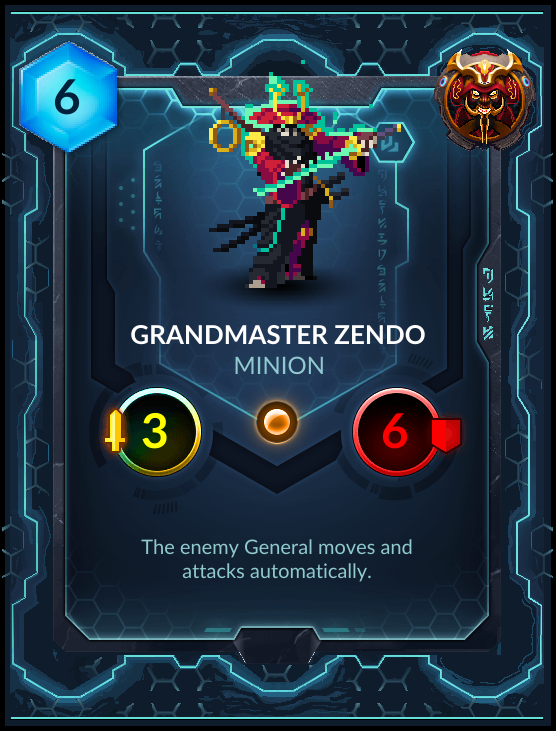 6
GRANDMASTER ZENDO
MINION
3
6
The enemy General moves and
attacks automatically.